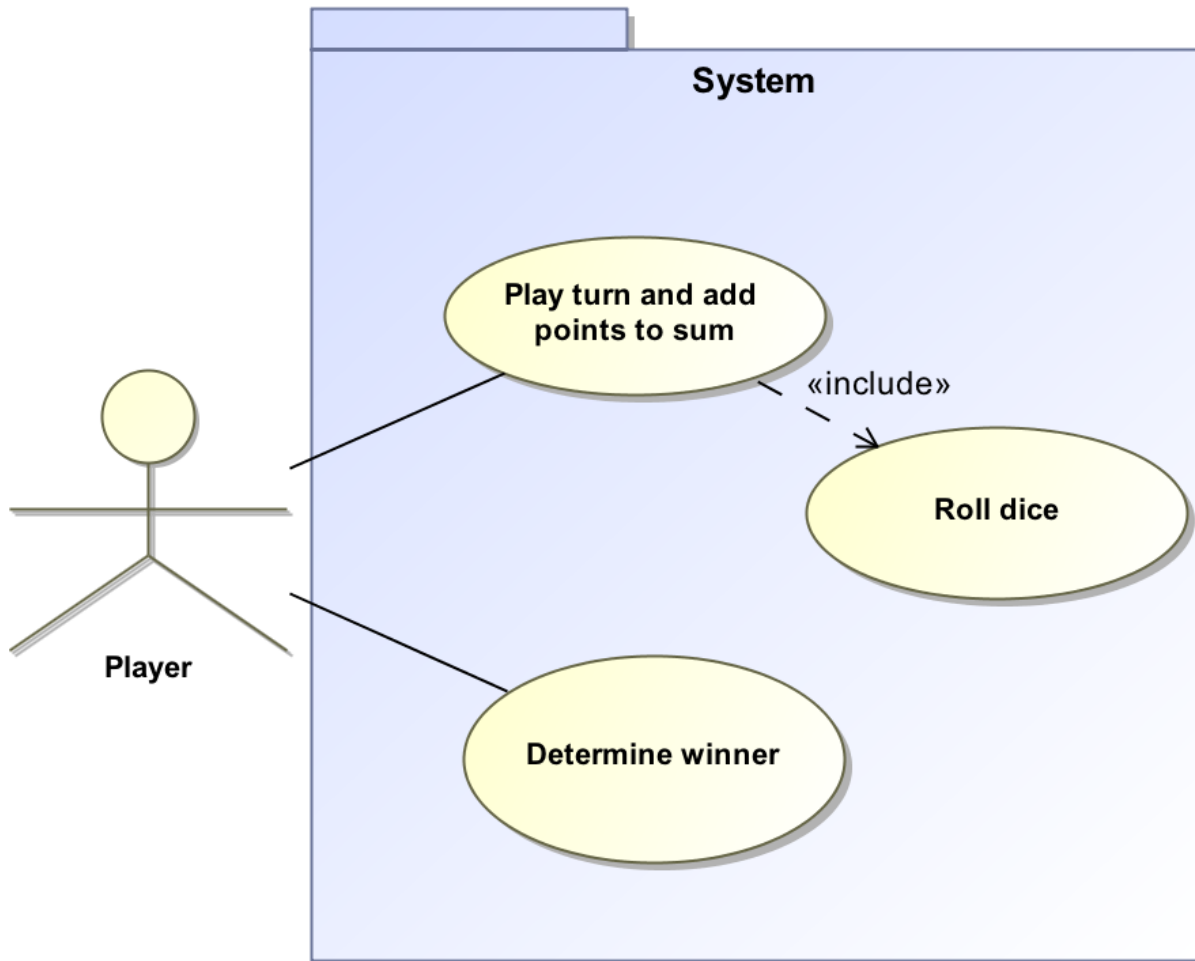 System
Play turn and add
points to sum
«include»
Roll dice
Player
Determine winner